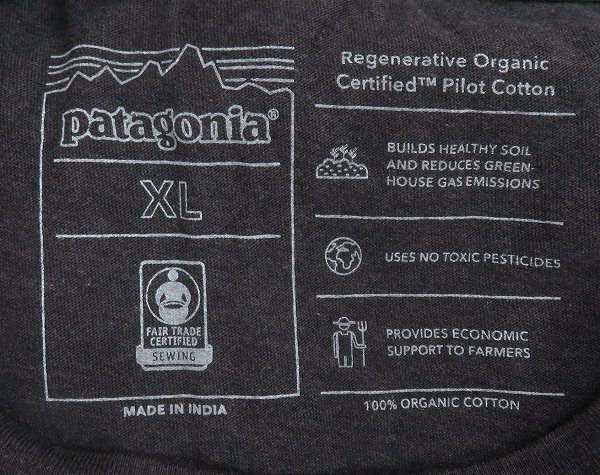 patagonia®
XL
FAIR TRADE
CERTIFIED
SEWING
MADE IN INDIA
Regenerative Organic
Certified™ Pilot Cotton
BUILDS HEALTHY SOIL
AND REDUCES GREEN-
HOUSE GAS EMISSIONS
USES NO TOXIC PESTICIDES
PROVIDES ECONOMIC
SUPPORT TO FARMERS
100% ORGANIC COTTON